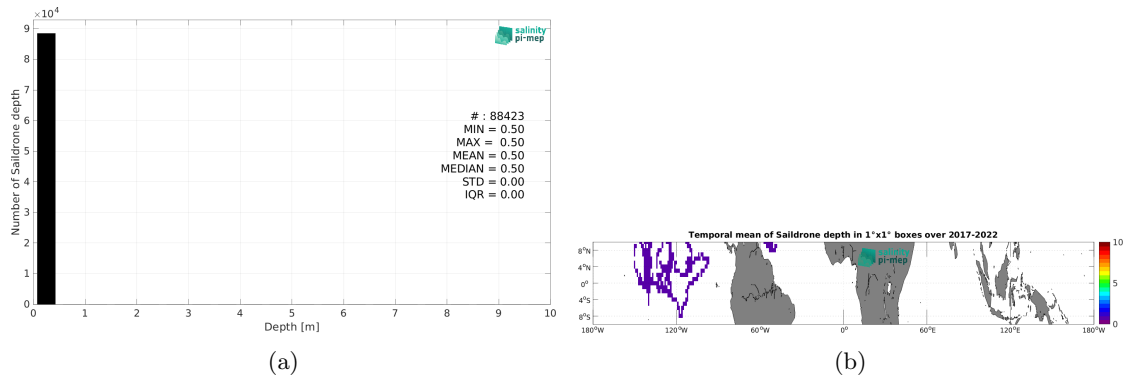 ×10⁴
9
8
7
6
5
4
3
2
1
0
Number of Saildrone depth
salinity
pi-mep
# : 88423
MIN = 0.50
MAX = 0.50
MEAN = 0.50
MEDIAN = 0.50
STD = 0.00
IQR = 0.00
0 1 2 3 4 5 6 7 8 9 10
Depth [m]
(a)
Temporal mean of Saildrone depth in 1°x1° boxes over 2017-2022
8°N
4°N
0°
4°S
8°S
salinity
pi-mep
10
5
0
180°W 120°W 60°W 0° 60°E 120°E 180°W
(b)